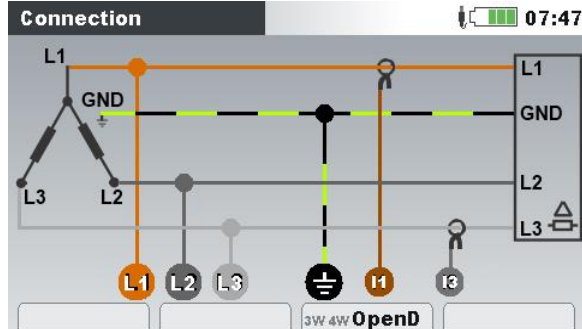 Connection 07:47
L1 L1
GND GND
L3 L2 L2
L3
L1 L2 L3 I1 I3
3W 4W OpenD